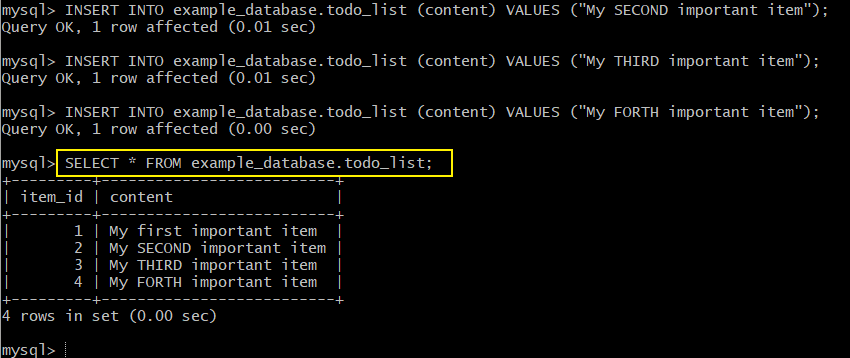 mysql> INSERT INTO example_database.todo_list (content) VALUES ("My SECOND important item");
Query OK, 1 row affected (0.01 sec)
mysql> INSERT INTO example_database.todo_list (content) VALUES ("My THIRD important item");
Query OK, 1 row affected (0.01 sec)
mysql> INSERT INTO example_database.todo_list (content) VALUES ("My FORTH important item");
Query OK, 1 row affected (0.00 sec)
mysql> SELECT * FROM example_database.todo_list;
+---------+--------------------------+
| item_id | content                  |
+---------+--------------------------+
|       1 | My first important item  |
|       2 | My SECOND important item |
|       3 | My THIRD important item  |
|       4 | My FORTH important item  |
+---------+--------------------------+
4 rows in set (0.00 sec)
mysql>